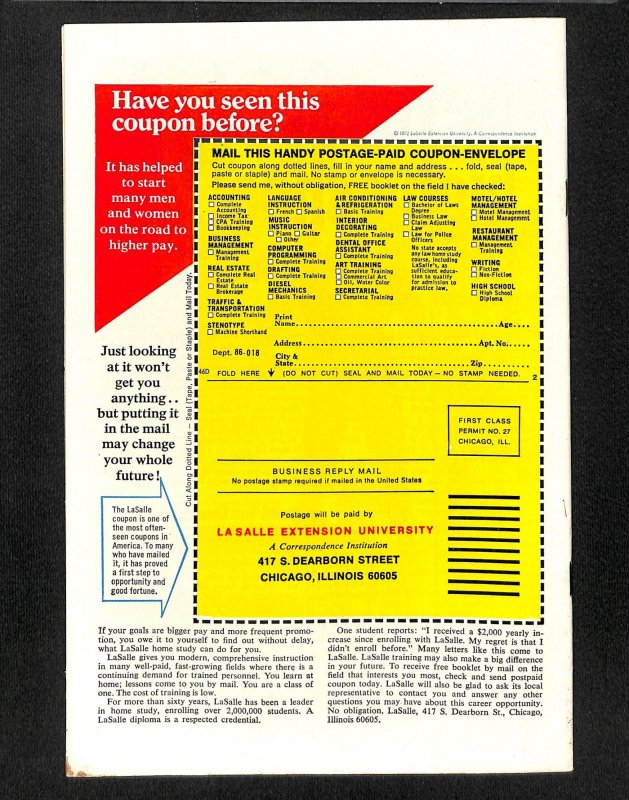 Have you seen this
coupon before?
© 1972 LaSalle Extension University, A Correspondence Institution
It has helped
to start
many men
and women
on the road to
higher pay.
Just looking
at it won't
get you
anything..
but putting it
in the mail
may change
your whole
future!
The LaSalle
coupon is one of
the most often-
seen coupons in
America. To many
who have mailed
it, it has proved
a first step to
opportunity and
good fortune.
Cut Along Dotted Line — Seal (Tape, Paste or Staple) and Mail Today.
MAIL THIS HANDY POSTAGE-PAID COUPON-ENVELOPE
Cut coupon along dotted lines, fill in your name and address . . . fold, seal (tape,
paste or staple) and mail. No stamp or envelope is necessary.
Please send me, without obligation, FREE booklet on the field I have checked:
ACCOUNTING
Complete
Accounting
Income Tax
CPA Training
Bookkeeping
BUSINESS
MANAGEMENT
Management
Training
REAL ESTATE
Complete Real
Estate
Real Estate
Brokerage
TRAFFIC &
TRANSPORTATION
Complete Training
STENOTYPE
Machine Shorthand
LANGUAGE
INSTRUCTION
French Spanish
MUSIC
INSTRUCTION
Piano Guitar
Other
COMPUTER
PROGRAMMING
Complete Training
DRAFTING
Complete Training
DIESEL
MECHANICS
Basic Training
AIR CONDITIONING
& REFRIGERATION
Basic Training
INTERIOR
DECORATING
Complete Training
DENTAL OFFICE
ASSISTANT
Complete Training
ART TRAINING
Complete Training
Commercial Art
Oil, Water Color
SECRETARIAL
Complete Training
LAW COURSES
Bachelor of Laws
Degree
Business Law
Claim Adjusting
Law
Law for Police
Officers
No state accepts
any law home study
course, including
LaSalle's, as
sufficient educa-
tion to qualify
for admission to
practice law.
MOTEL/HOTEL
MANAGEMENT
Motel Management
Hotel Management
RESTAURANT
MANAGEMENT
Management
Training
WRITING
Fiction
Non-Fiction
HIGH SCHOOL
High School
Diploma
Print
Name Age
Address Apt. No.
Dept. 86-018
City &
State Zip
460 FOLD HERE (DO NOT CUT) SEAL AND MAIL TODAY — NO STAMP NEEDED. 2
FIRST CLASS
PERMIT NO. 27
CHICAGO, ILL.
BUSINESS REPLY MAIL
No postage stamp required if mailed in the United States
Postage will be paid by
LA SALLE EXTENSION UNIVERSITY
A Correspondence Institution
417 S. DEARBORN STREET
CHICAGO, ILLINOIS 60605
If your goals are bigger pay and more frequent promo-
tion, you owe it to yourself to find out without delay,
what LaSalle home study can do for you.
LaSalle gives you modern, comprehensive instruction
in many well-paid, fast-growing fields where there is a
continuing demand for trained personnel. You learn at
home; lessons come to you by mail. You are a class of
one. The cost of training is low.
For more than sixty years, LaSalle has been a leader
in home study, enrolling over 2,000,000 students. A
LaSalle diploma is a respected credential.
One student reports: "I received a $2,000 yearly in-
crease since enrolling with LaSalle. My regret is that I
didn't enroll before." Many letters like this come to
LaSalle. LaSalle training may also make a big difference
in your future. To receive free booklet by mail on the
field that interests you most, check and send postpaid
coupon today. LaSalle will also be glad to ask its local
representative to contact you and answer any other
questions you may have about this career opportunity.
No obligation. LaSalle, 417 S. Dearborn St., Chicago,
Illinois 60605.